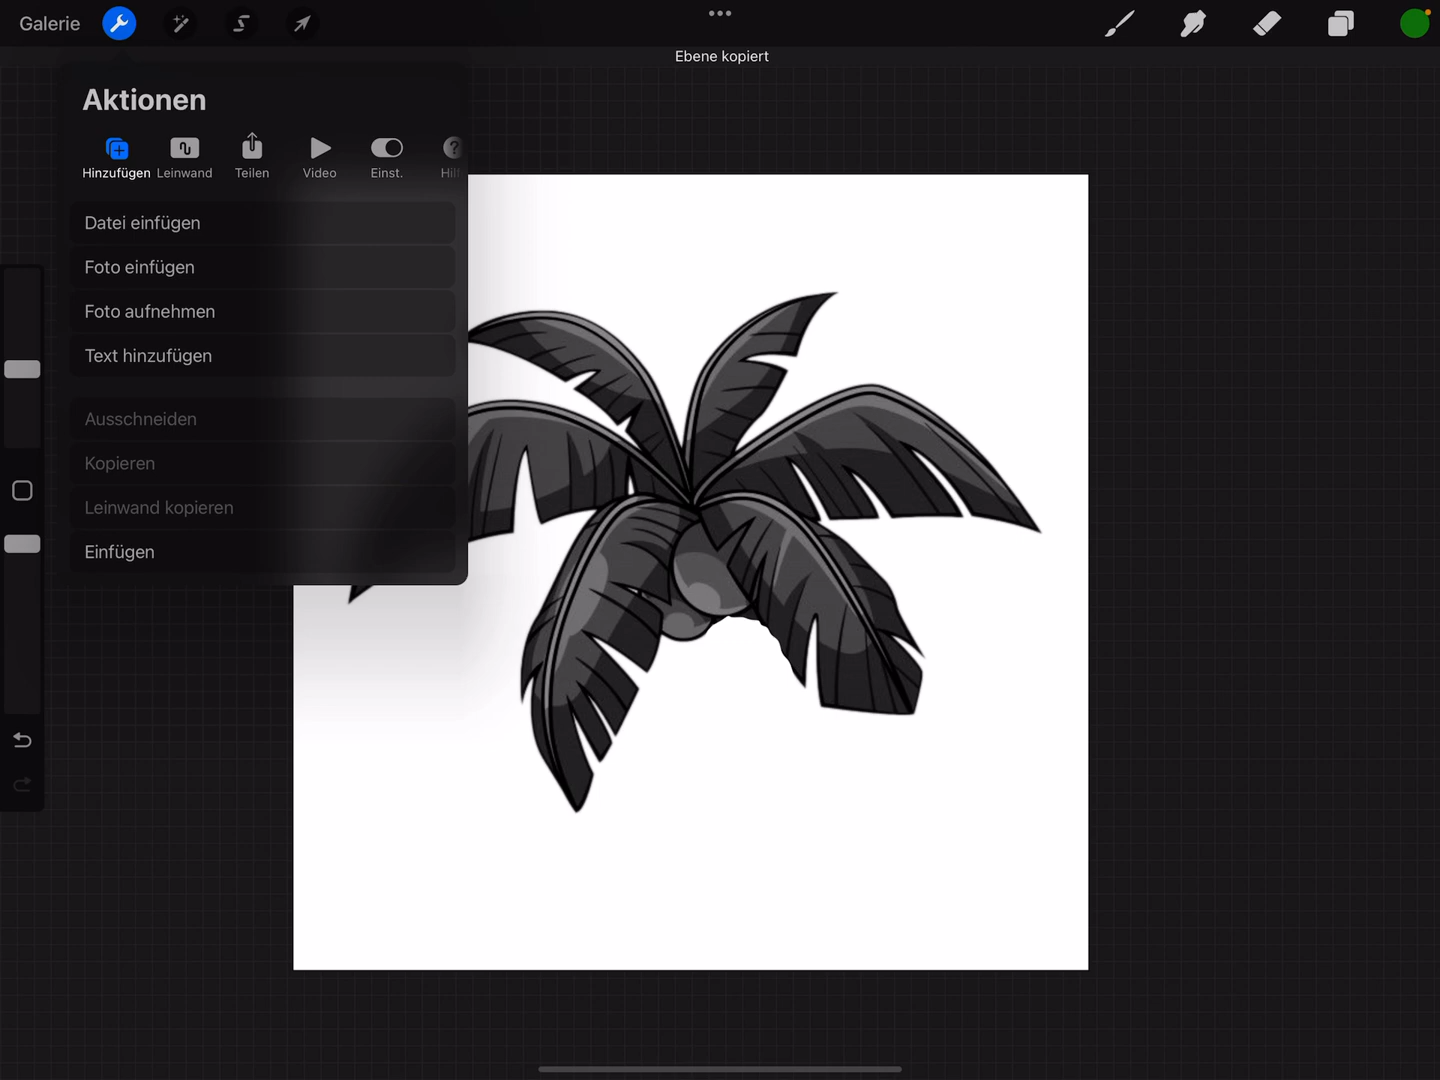 Galerie
Ebene kopiert
Aktionen
Hinzufügen Leinwand Teilen Video Einst.
Datei einfügen
Foto einfügen
Foto aufnehmen
Text hinzufügen
Ausschneiden
Kopieren
Leinwand kopieren
Einfügen